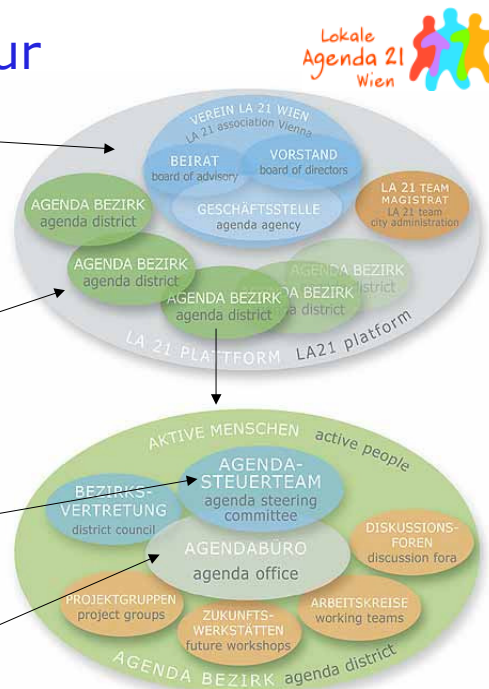 ur
Lokale
Agenda 21
Wien
VEREIN LA 21 WIEN
LA 21 association Vienna
BEIRAT
board of advisory
VORSTAND
board of directors
GESCHÄFTSSTELLE
agenda agency
LA 21 TEAM
MAGISTRAT
LA 21 team
city administration
AGENDA BEZIRK
agenda district
AGENDA BEZIRK
agenda district
AGENDA BEZIRK
agenda district
DA BEZIRK
da district
AGENDA BEZIRK
agenda district
LA 21 PLATTFORM LA21 platform
AKTIVE MENSCHEN active people
AGENDA-
STEUERTEAM
agenda steering
committee
BEZIRKS-
VERTRETUNG
district council
AGENDABÜRO
agenda office
DISKUSSIONS-
FOREN
discussion fora
PROJEKTGRUPPEN
project groups
ZUKUNFTS-
WERKSTÄTTEN
future workshops
ARBEITSKREISE
working teams
AGENDA BEZIRK agenda district